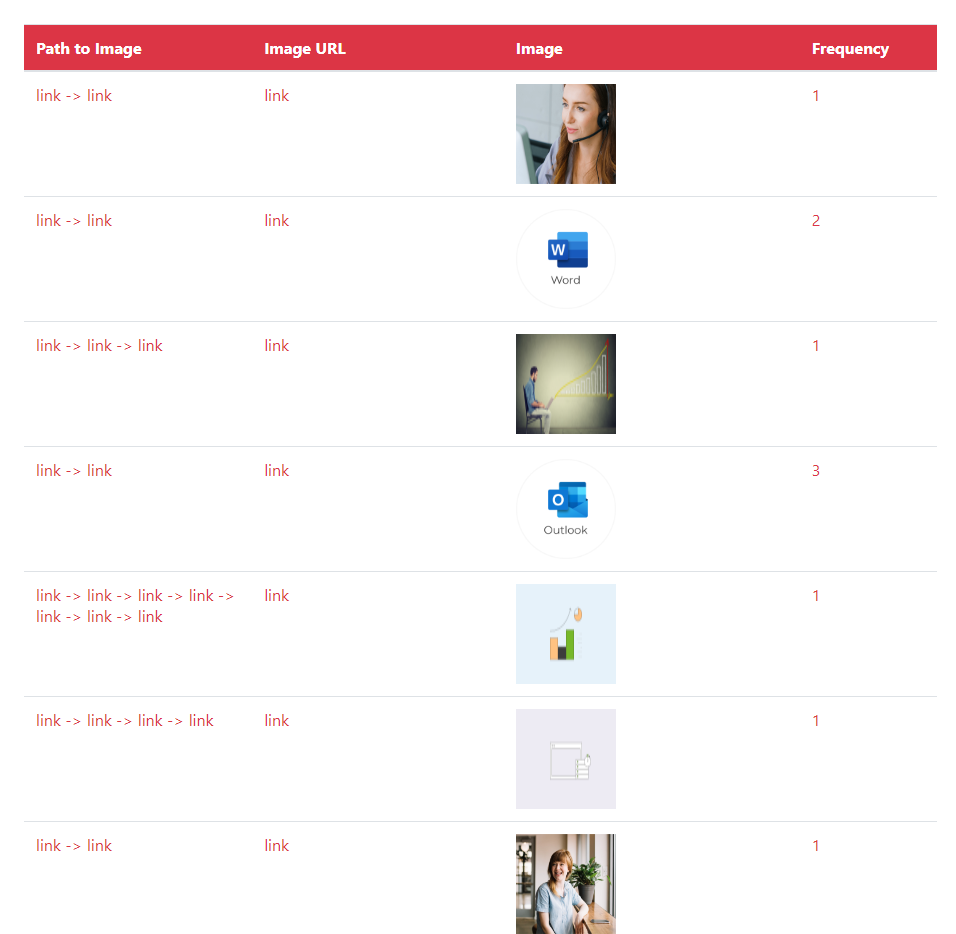 Path to Image Image URL Image Frequency
link -> link link 1
link -> link link 2
W
Word
link -> link -> link link 1
link -> link link 3
O
Outlook
link -> link -> link -> link -> link 1
link -> link -> link
link -> link -> link -> link link 1
link -> link link 1